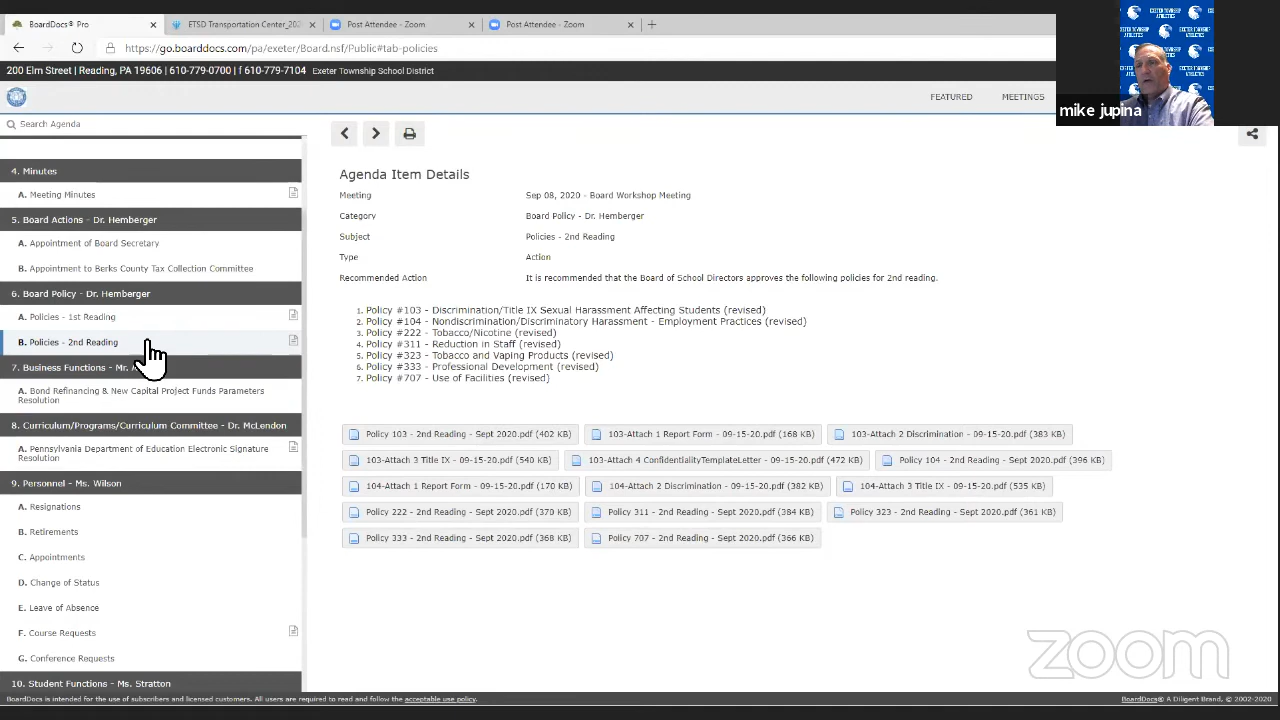 BoardDocs® Pro
ETSD Transportation Center_202
Post Attendee - Zoom
Post Attendee - Zoom
https://go.boarddocs.com/pa/exeter/Board.nsf/Public#tab-policies
200 Elm Street | Reading, PA 19606 | 610-779-0700 | f 610-779-7104 Exeter Township School District
FEATURED
MEETINGS
EXETER TOWNSHIP
ATHLETICS
mike jupina
Search Agenda
4. Minutes
A. Meeting Minutes
5. Board Actions - Dr. Hemberger
A. Appointment of Board Secretary
B. Appointment to Berks County Tax Collection Committee
6. Board Policy - Dr. Hemberger
A. Policies - 1st Reading
B. Policies - 2nd Reading
7. Business Functions - Mr.
A. Bond Refinancing & New Capital Project Funds Parameters
Resolution
8. Curriculum/Programs/Curriculum Committee - Dr. McLendon
A. Pennsylvania Department of Education Electronic Signature
Resolution
9. Personnel - Ms. Wilson
A. Resignations
B. Retirements
C. Appointments
D. Change of Status
E. Leave of Absence
F. Course Requests
G. Conference Requests
10. Student Functions - Ms. Stratton
Agenda Item Details
Meeting Sep 08, 2020 - Board Workshop Meeting
Category Board Policy - Dr. Hemberger
Subject Policies - 2nd Reading
Type Action
Recommended Action It is recommended that the Board of School Directors approves the following policies for 2nd reading.
1. Policy #103 - Discrimination/Title IX Sexual Harassment Affecting Students (revised)
2. Policy #104 - Nondiscrimination/Discriminatory Harassment - Employment Practices (revised)
3. Policy #222 - Tobacco/Nicotine (revised)
4. Policy #311 - Reduction in Staff (revised)
5. Policy #323 - Tobacco and Vaping Products (revised)
6. Policy #333 - Professional Development (revised)
7. Policy #707 - Use of Facilities (revised)
Policy 103 - 2nd Reading - Sept 2020.pdf (402 KB) 103-Attach 1 Report Form - 09-15-20.pdf (168 KB) 103-Attach 2 Discrimination - 09-15-20.pdf (383 KB)
103-Attach 3 Title IX - 09-15-20.pdf (540 KB) 103-Attach 4 ConfidentialityTemplateLetter - 09-15-20.pdf (472 KB) Policy 104 - 2nd Reading - Sept 2020.pdf (396 KB)
104-Attach 1 Report Form - 09-15-20.pdf (170 KB) 104-Attach 2 Discrimination - 09-15-20.pdf (382 KB) 104-Attach 3 Title IX - 09-15-20.pdf (535 KB)
Policy 222 - 2nd Reading - Sept 2020.pdf (370 KB) Policy 311 - 2nd Reading - Sept 2020.pdf (384 KB) Policy 323 - 2nd Reading - Sept 2020.pdf (361 KB)
Policy 333 - 2nd Reading - Sept 2020.pdf (368 KB) Policy 707 - 2nd Reading - Sept 2020.pdf (366 KB)
zoom
BoardDocs is intended for the use of subscribers and licensed customers. All users are required to read and follow the acceptable use policy.
BoardDocs® A Diligent Brand, © 2002-2020